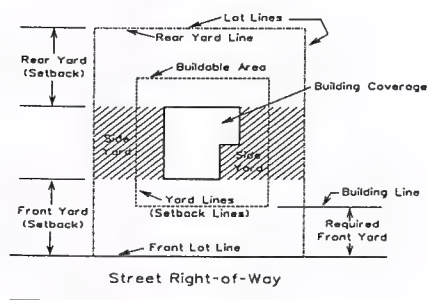 Lot Lines
Rear Yard Line
Rear Yard
(Setback)
Buildable Area
Building Coverage
Side
Yard
Side
Yard
Yard Lines
(Setback Lines)
Building Line
Front Yard
(Setback)
Required
Front Yard
Front Lot Line
Street Right-of-Way